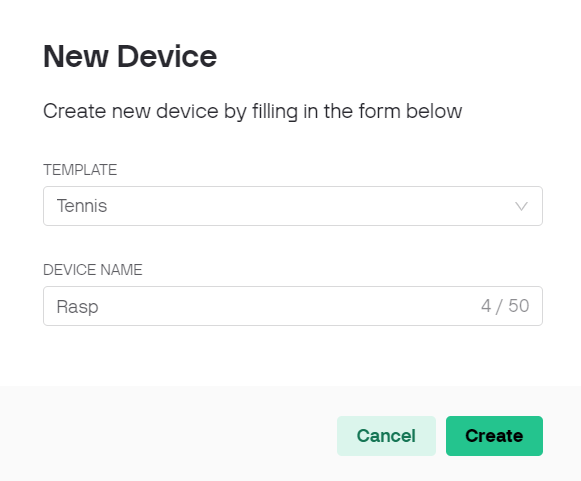 New Device
Create new device by filling in the form below
TEMPLATE
Tennis
DEVICE NAME
Rasp 4 / 50
Cancel Create